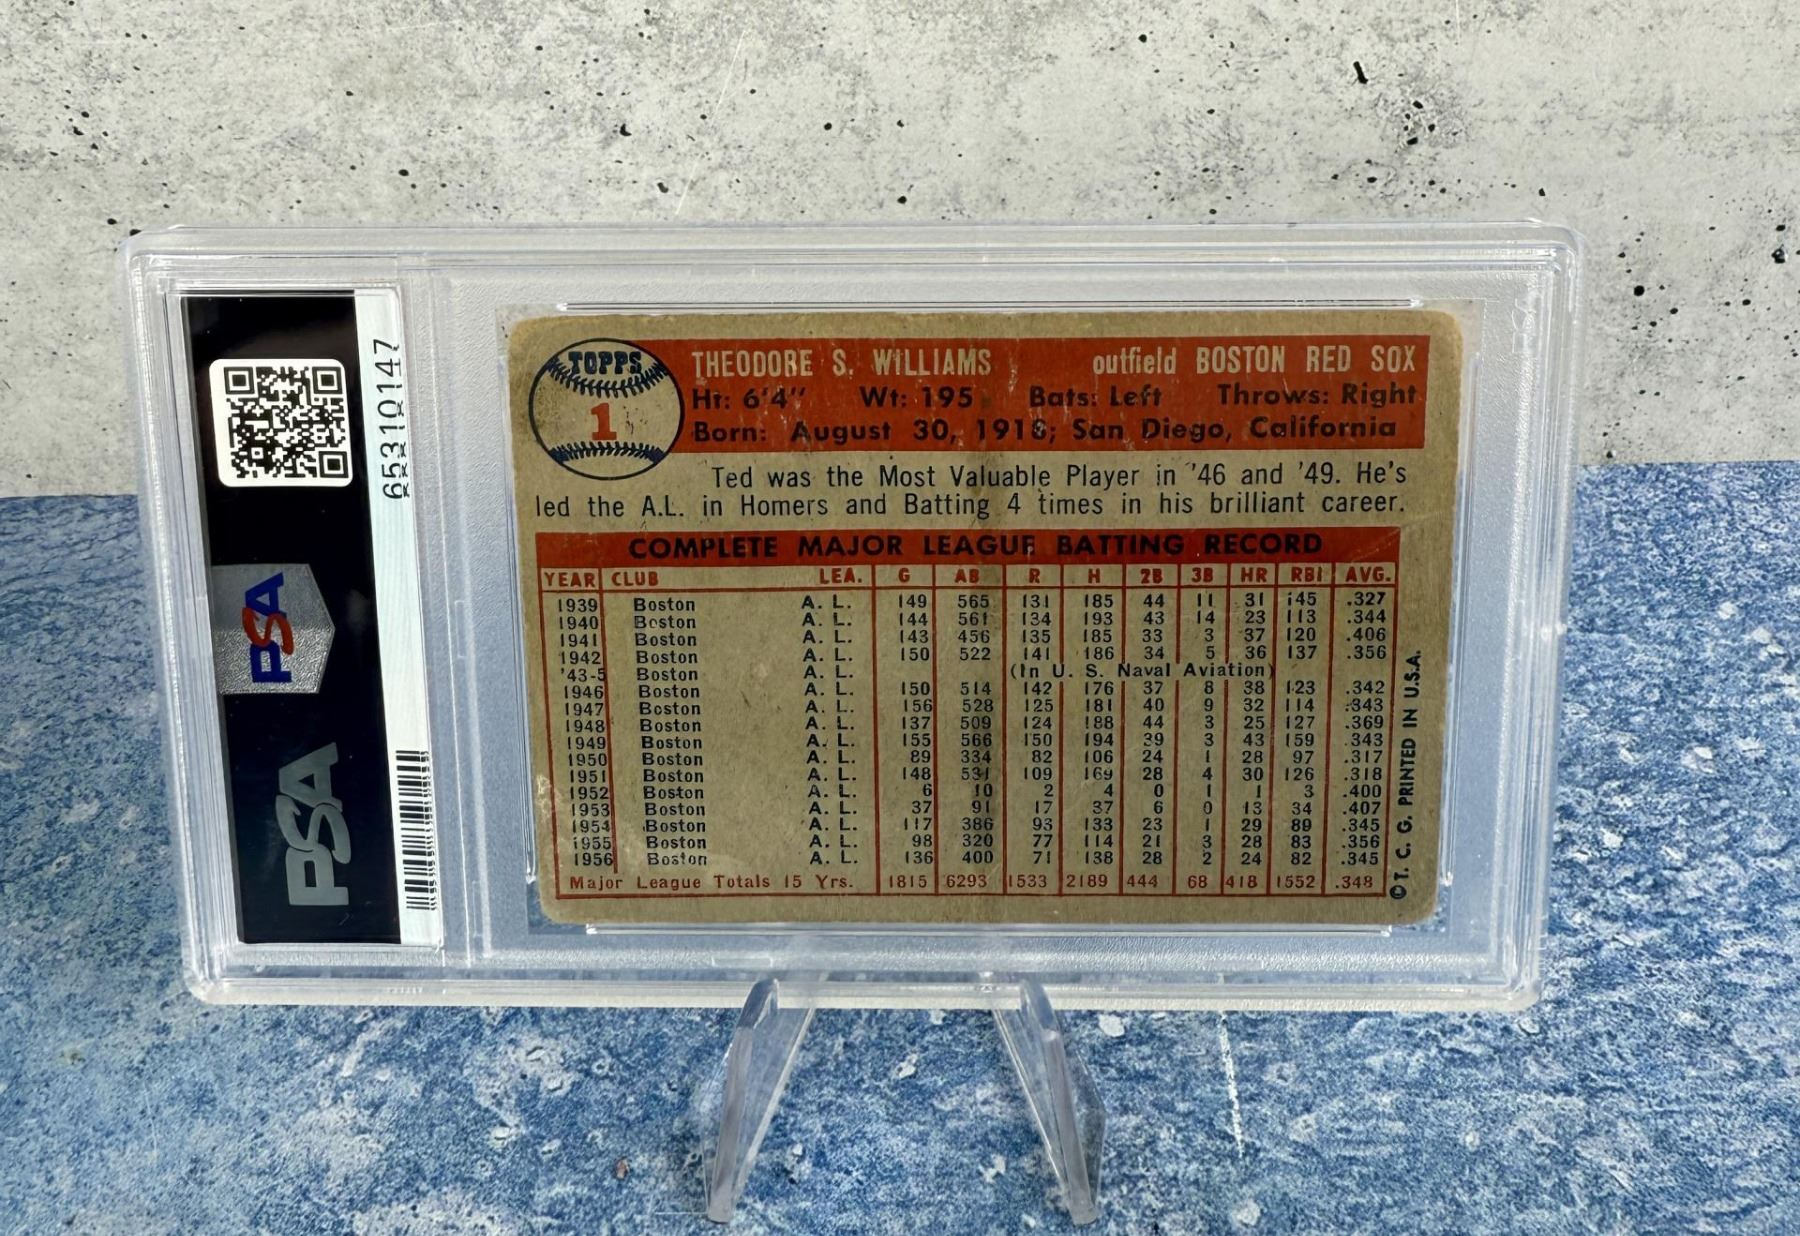 65310147
PSA
PSA
TOPPS
1
THEODORE S. WILLIAMS outfield BOSTON RED SOX
Ht: 6'4" Wt: 195 Bats: Left Throws: Right
Born: August 30, 1918; San Diego, California
Ted was the Most Valuable Player in '46 and '49. He's
led the A.L. in Homers and Batting 4 times in his brilliant career.
COMPLETE MAJOR LEAGUE BATTING RECORD
YEAR CLUB LEA. G AB R H 2B 3B HR RBI AVG.
1939 Boston A. L. 149 565 131 185 44 11 31 145 .327
1940 Boston A. L. 144 561 134 193 43 14 23 113 .344
1941 Boston A. L. 143 456 135 185 33 3 37 120 .406
1942 Boston A. L. 150 522 141 186 34 5 36 137 .356
'43-5 Boston A. L. (In U. S. Naval Aviation)
1946 Boston A. L. 150 514 142 176 37 8 38 123 .342
1947 Boston A. L. 156 528 125 181 40 9 32 114 .343
1948 Boston A. L. 137 509 124 188 44 3 25 127 .369
1949 Boston A. L. 155 566 150 194 39 3 43 159 .343
1950 Boston A. L. 89 334 82 106 24 1 28 97 .317
1951 Boston A. L. 148 531 109 169 28 4 30 126 .318
1952 Boston A. L. 6 10 2 4 0 1 1 3 .400
1953 Boston A. L. 37 91 17 37 6 0 13 34 .407
1954 Boston A. L. 117 386 93 133 23 1 29 89 .345
1955 Boston A. L. 98 320 77 114 21 3 28 83 .356
1956 Boston A. L. 136 400 71 138 28 2 24 82 .345
Major League Totals 15 Yrs. 1815 6293 1533 2189 444 68 418 1552 .348
© T. C. G. PRINTED IN U.S.A.